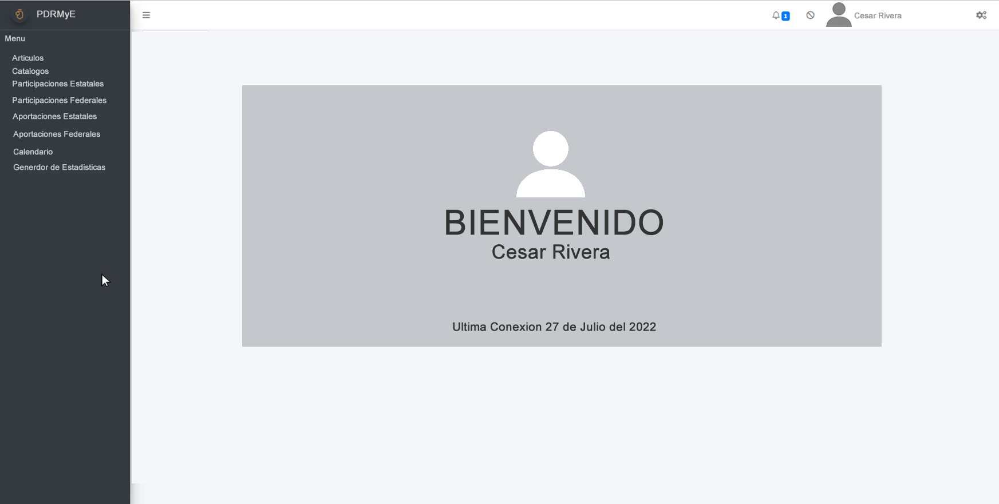 PDRMyE
1
Cesar Rivera
Menu
Articulos
Catalogos
Participaciones Estatales
Participaciones Federales
Aportaciones Estatales
Aportaciones Federales
Calendario
Generdor de Estadisticas
BIENVENIDO
Cesar Rivera
Ultima Conexion 27 de Julio del 2022